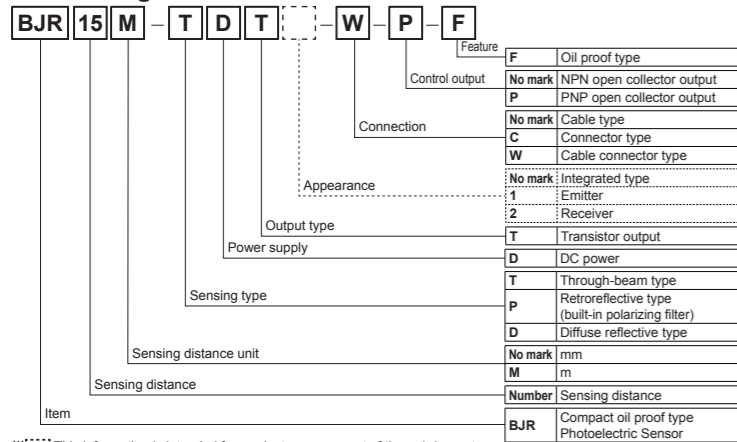 BJR 15 M - T D T - W - P - F
Feature
F Oil proof type
Control output
No mark NPN open collector output
P PNP open collector output
Connection
No mark Cable type
C Connector type
W Cable connector type
Appearance
No mark Integrated type
1 Emitter
2 Receiver
Output type
T Transistor output
Power supply
D DC power
Sensing type
T Through-beam type
P Retroreflective type
(built-in polarizing filter)
D Diffuse reflective type
Sensing distance unit
No mark mm
M m
Sensing distance
Number Sensing distance
Item
BJR Compact oil proof type
Photoelectric Sensor